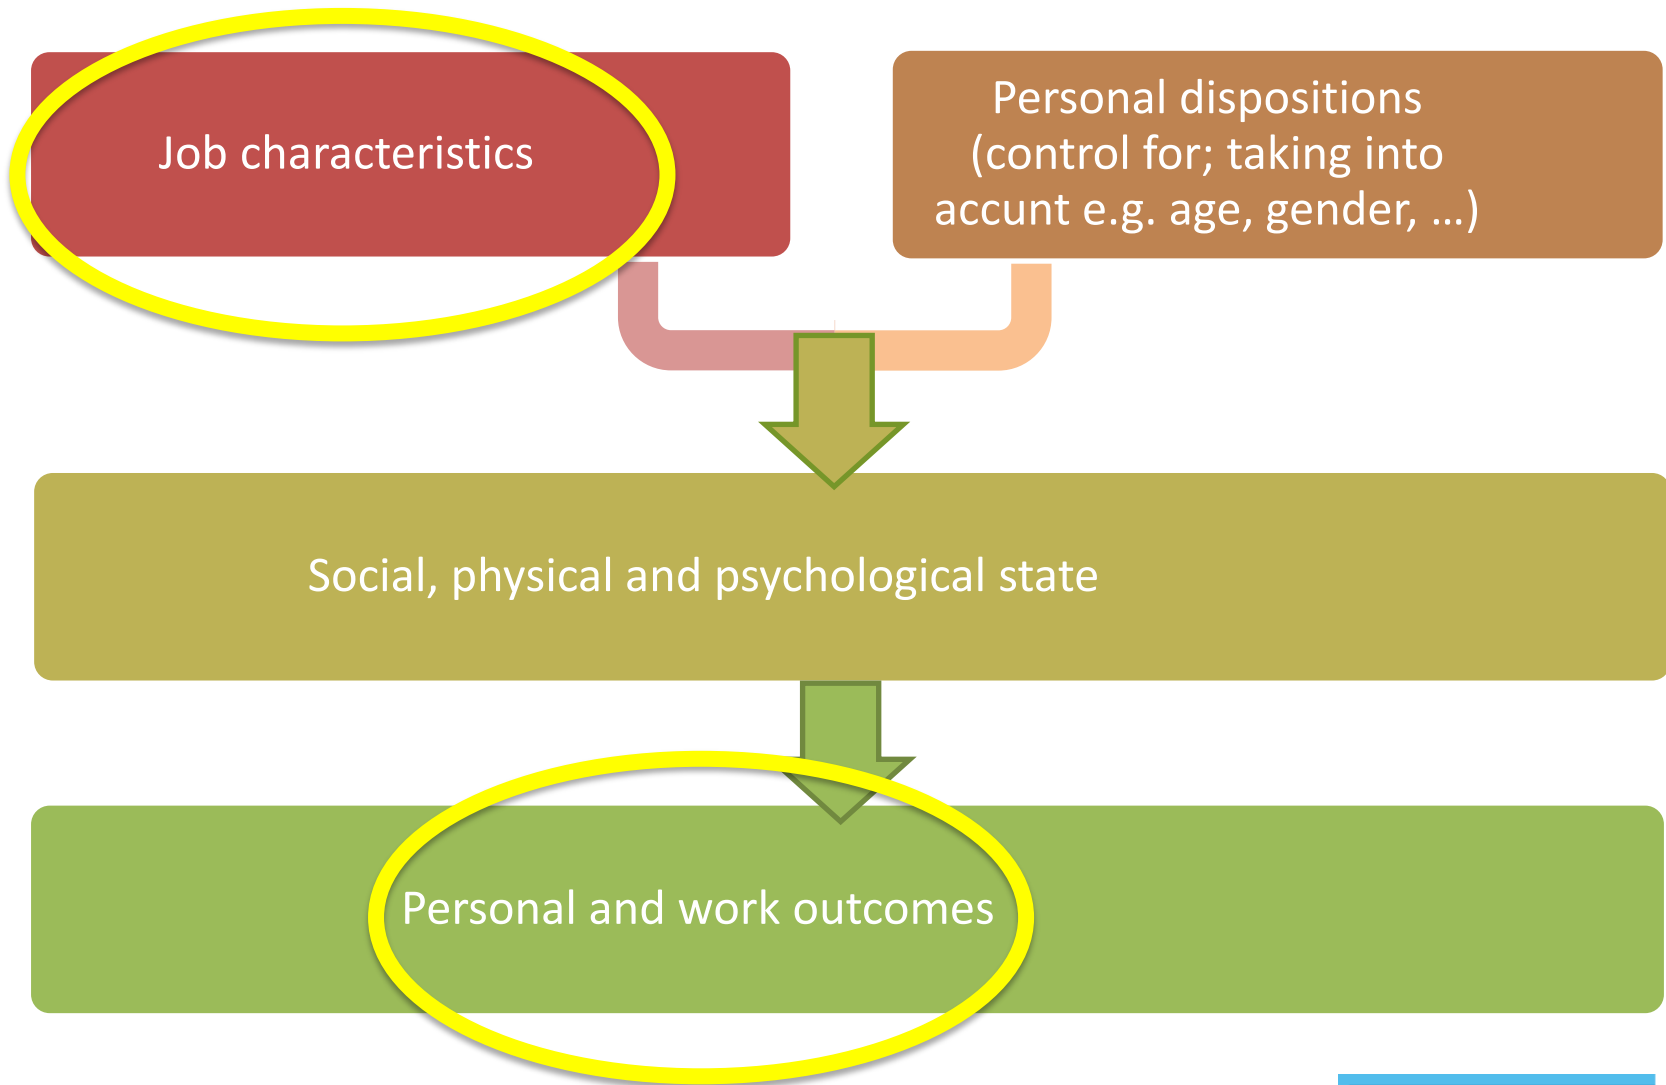 Job characteristics
Personal dispositions
(control for; taking into
accunt e.g. age, gender, …)
Social, physical and psychological state
Personal and work outcomes